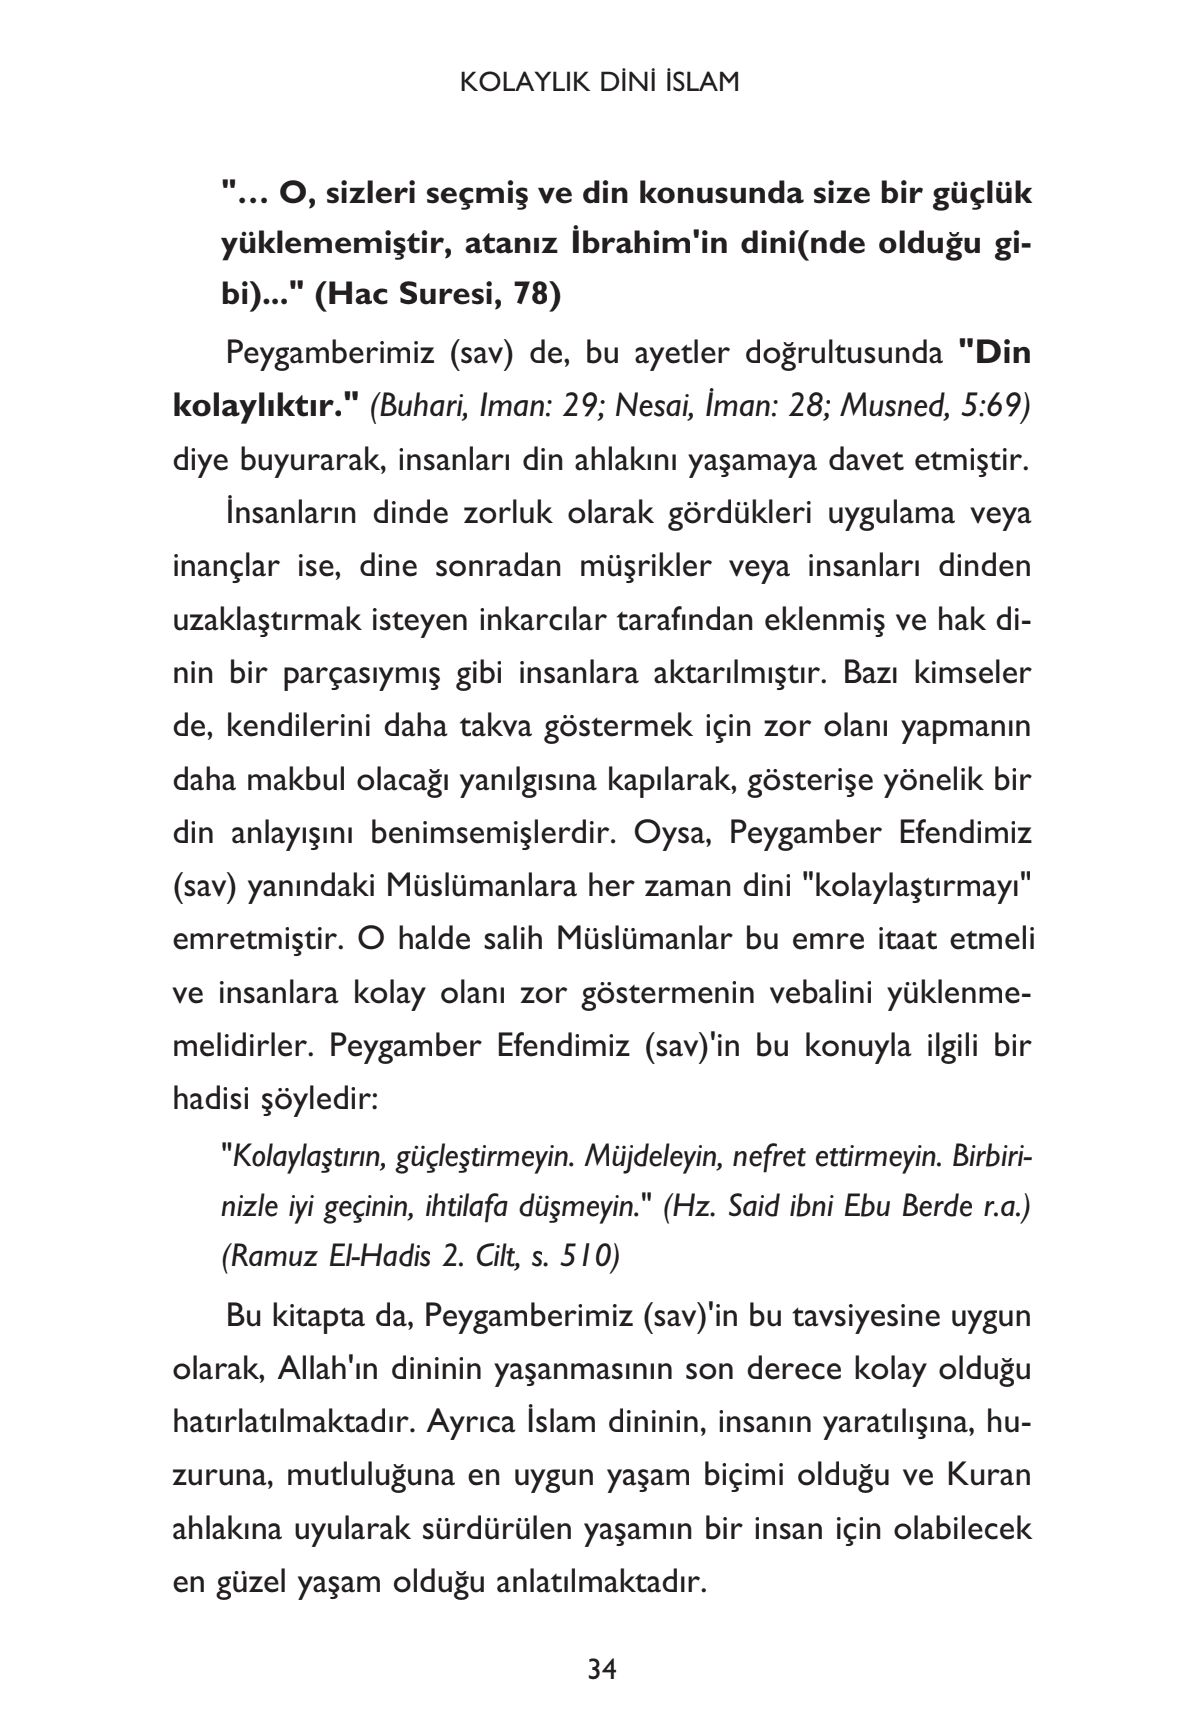 KOLAYLIK DİNİ İSLAM
"… O, sizleri seçmiş ve din konusunda size bir güçlük
yüklememiştir, atanız İbrahim'in dini(nde olduğu gi-
bi)..." (Hac Suresi, 78)
Peygamberimiz (sav) de, bu ayetler doğrultusunda "Din
kolaylıktır." (Buhari, Iman: 29; Nesai, İman: 28; Musned, 5:69)
diye buyurarak, insanları din ahlakını yaşamaya davet etmiştir.
İnsanların dinde zorluk olarak gördükleri uygulama veya
inançlar ise, dine sonradan müşrikler veya insanları dinden
uzaklaştırmak isteyen inkarcılar tarafından eklenmiş ve hak di-
nin bir parçasıymış gibi insanlara aktarılmıştır. Bazı kimseler
de, kendilerini daha takva göstermek için zor olanı yapmanın
daha makbul olacağı yanılgısına kapılarak, gösterişe yönelik bir
din anlayışını benimsemişlerdir. Oysa, Peygamber Efendimiz
(sav) yanındaki Müslümanlara her zaman dini "kolaylaştırmayı"
emretmiştir. O halde salih Müslümanlar bu emre itaat etmeli
ve insanlara kolay olanı zor göstermenin vebalini yüklenme-
melidirler. Peygamber Efendimiz (sav)'in bu konuyla ilgili bir
hadisi şöyledir:
"Kolaylaştırın, güçleştirmeyin. Müjdeleyin, nefret ettirmeyin. Birbiri-
nizle iyi geçinin, ihtilafa düşmeyin." (Hz. Said ibni Ebu Berde r.a.)
(Ramuz El-Hadis 2. Cilt, s. 510)
Bu kitapta da, Peygamberimiz (sav)'in bu tavsiyesine uygun
olarak, Allah'ın dininin yaşanmasının son derece kolay olduğu
hatırlatılmaktadır. Ayrıca İslam dininin, insanın yaratılışına, hu-
zuruna, mutluluğuna en uygun yaşam biçimi olduğu ve Kuran
ahlakına uyularak sürdürülen yaşamın bir insan için olabilecek
en güzel yaşam olduğu anlatılmaktadır.
34